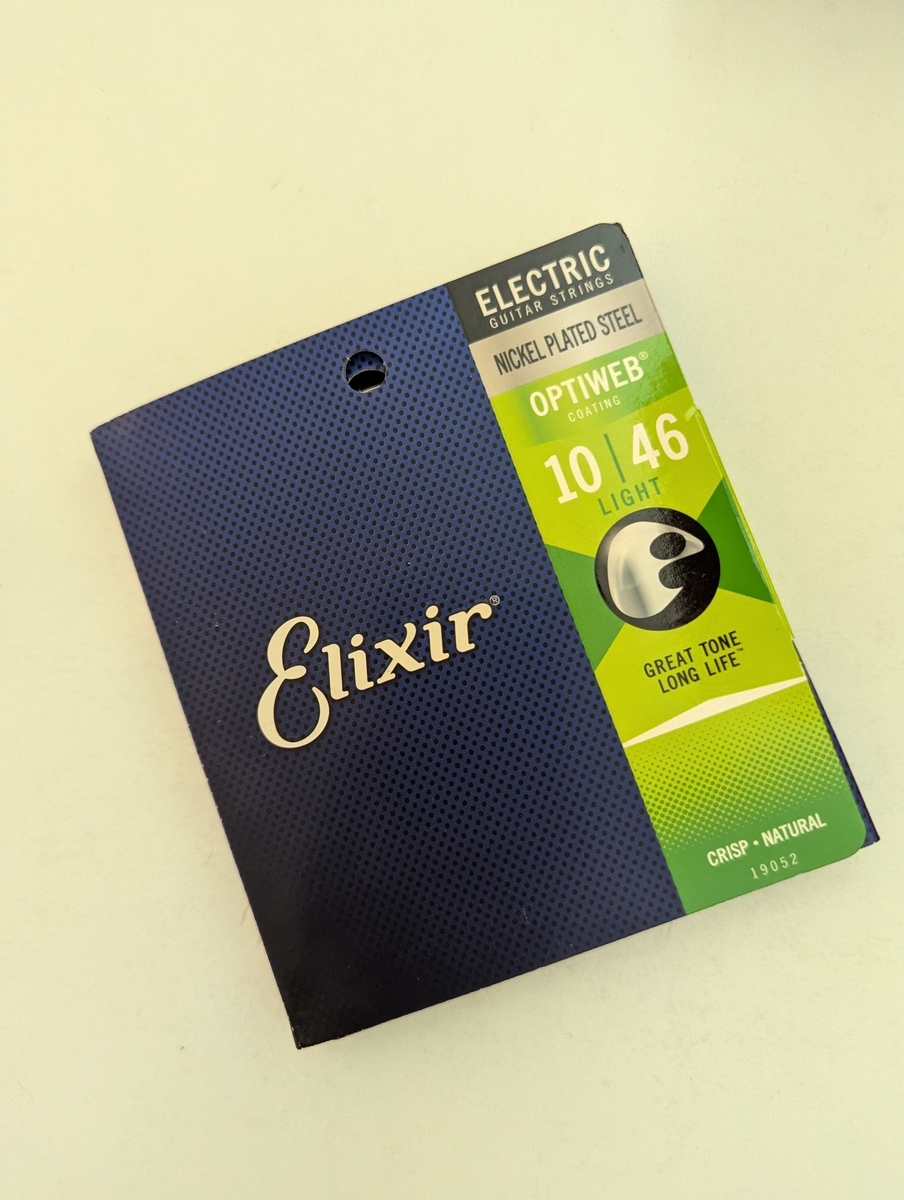 ELECTRIC
GUITAR STRINGS
NICKEL PLATED STEEL
OPTIWEB®
COATING
10 | 46
LIGHT
Elixir®
GREAT TONE
LONG LIFE™
CRISP • NATURAL
19052